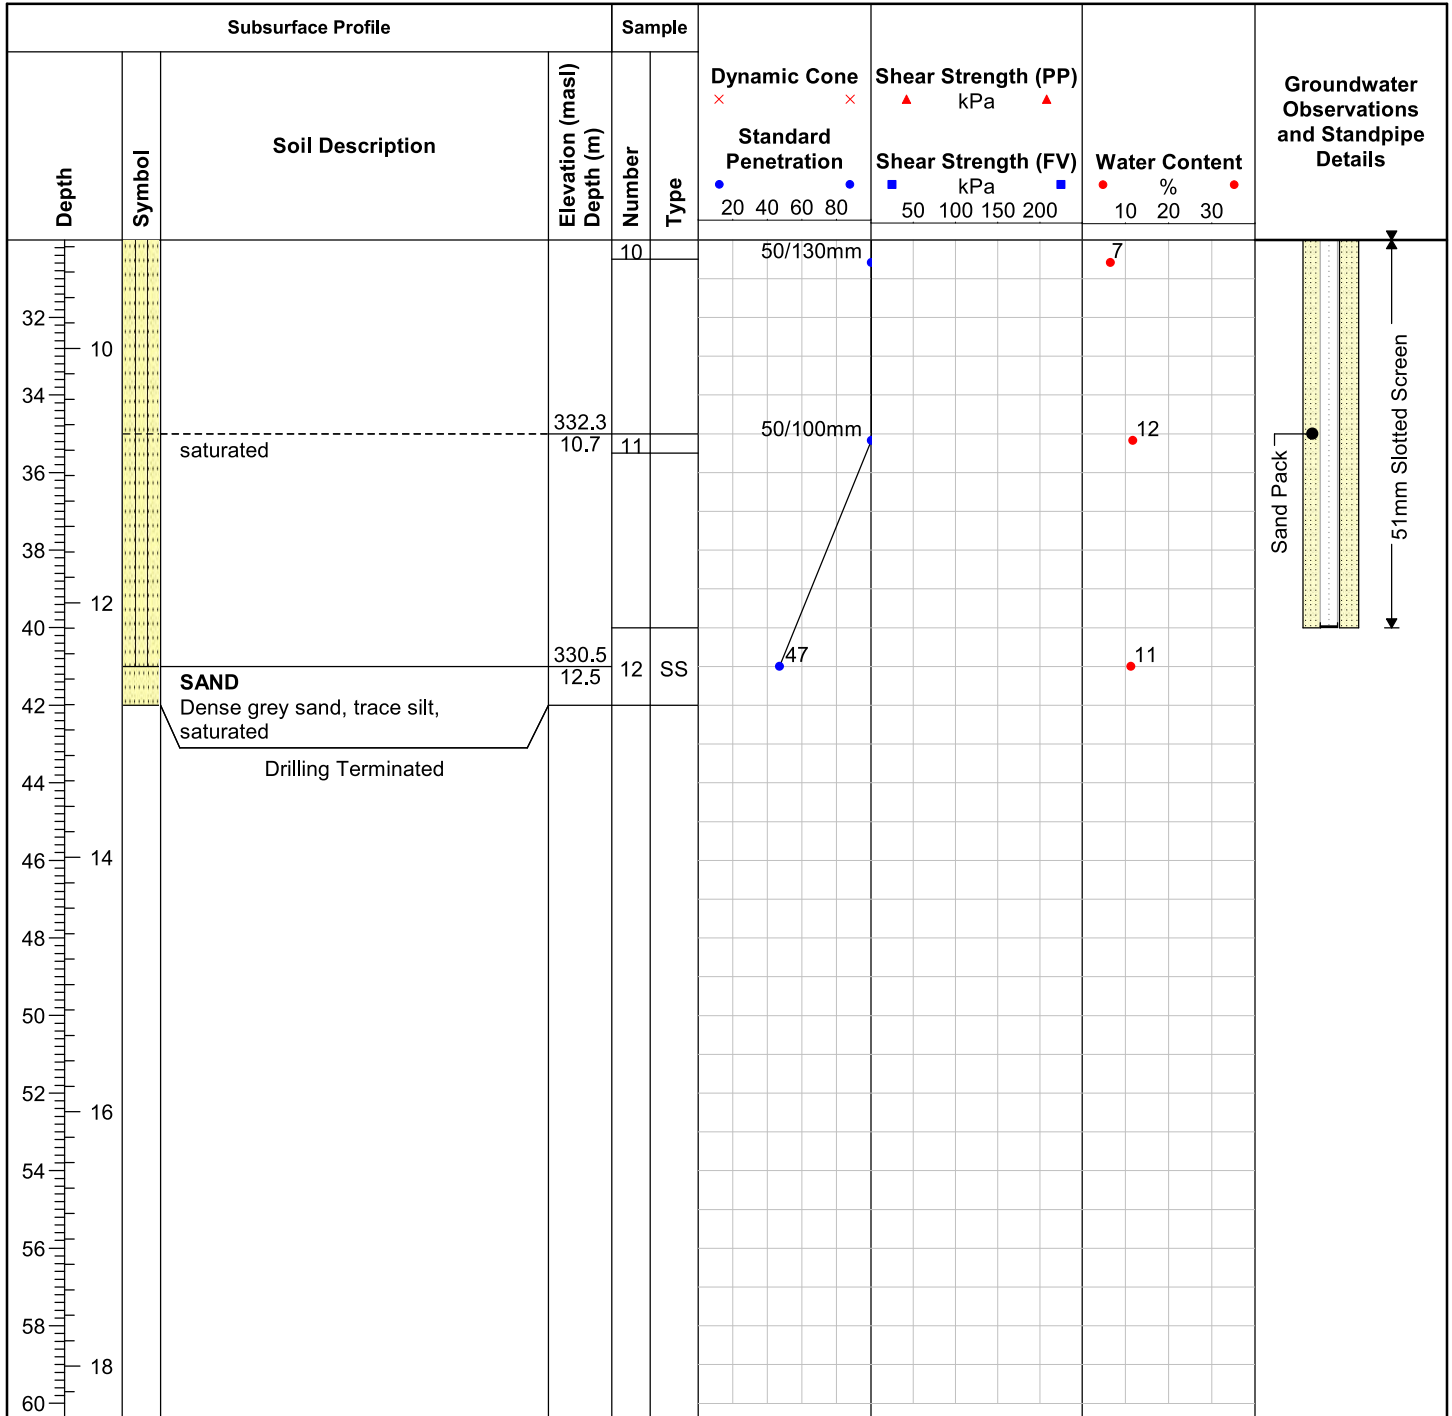 Subsurface Profile
Sample
Depth
Symbol
Soil Description
Elevation (masl)
Depth (m)
Number
Type
Dynamic Cone
Standard
Penetration
20 40 60 80
Shear Strength (PP)
kPa
Shear Strength (FV)
kPa
50 100 150 200
Water Content
%
10 20 30
Groundwater
Observations
and Standpipe
Details
10
50/130mm
7
32
10
34
332.3
10.7
saturated
11
50/100mm
12
36
Sand Pack
51mm Slotted Screen
38
12
40
330.5
12.5
12
SS
47
11
SAND
Dense grey sand, trace silt,
saturated
42
Drilling Terminated
44
46
14
48
50
52
16
54
56
58
18
60